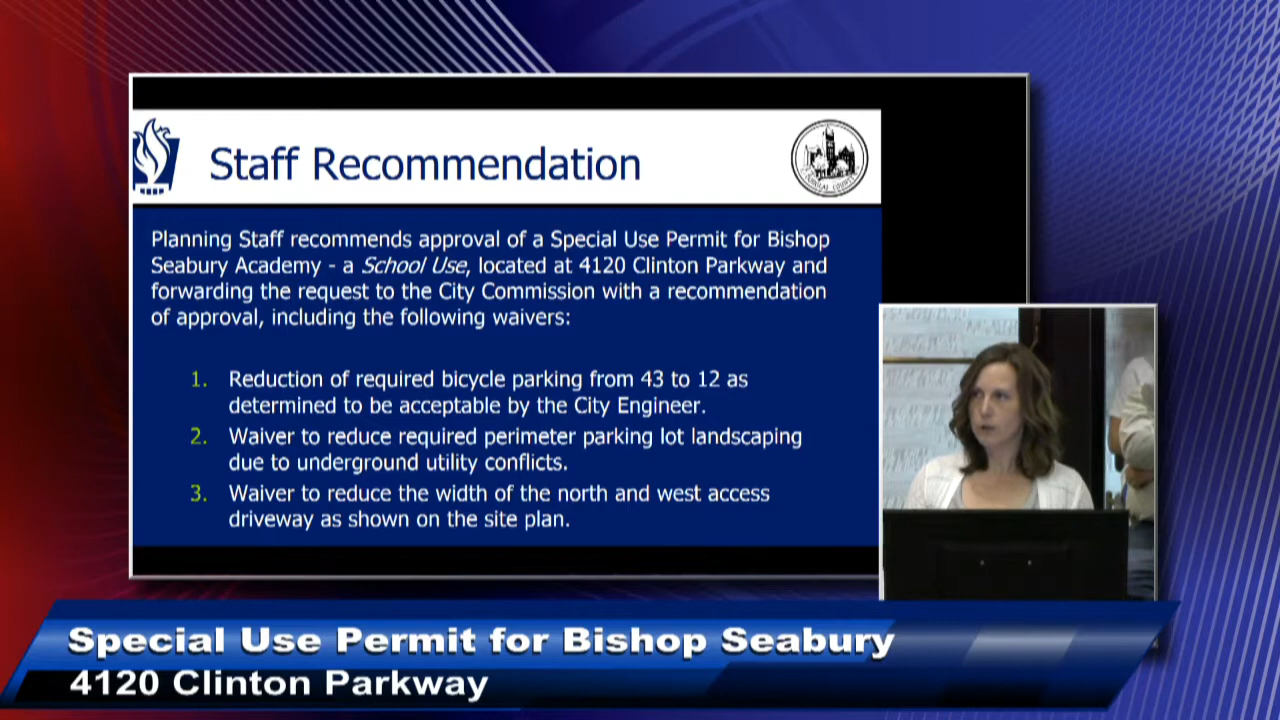 Staff Recommendation
DOUGLAS COUNTY
Planning Staff recommends approval of a Special Use Permit for Bishop
Seabury Academy - a School Use, located at 4120 Clinton Parkway and
forwarding the request to the City Commission with a recommendation
of approval, including the following waivers:
1. Reduction of required bicycle parking from 43 to 12 as
determined to be acceptable by the City Engineer.
2. Waiver to reduce required perimeter parking lot landscaping
due to underground utility conflicts.
3. Waiver to reduce the width of the north and west access
driveway as shown on the site plan.
Special Use Permit for Bishop Seabury
4120 Clinton Parkway